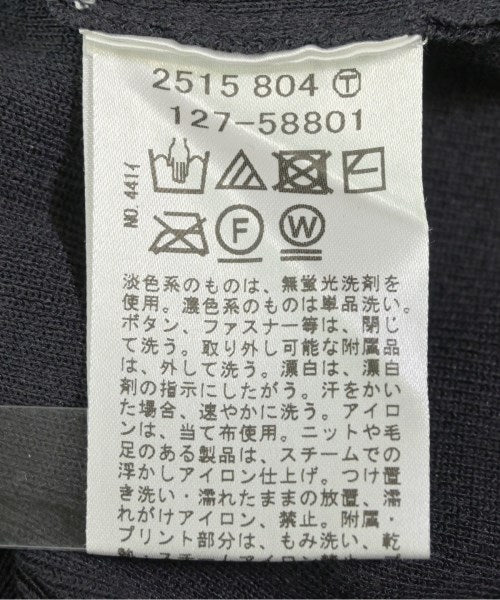 2515 804 Ⓣ
127-58801
NO.441イ
F W
淡色系のものは、無蛍光洗剤を
使用。濃色系のものは単品洗い。
ボタン、ファスナー等は、閉じ
て洗う。取り外し可能な附属品
は、外して洗う。漂白は、漂白
剤の指示にしたがう。汗をかい
た場合、速やかに洗う。アイロ
ンは、当て布使用。ニットや毛
足のある製品は、スチームでの
浮かしアイロン仕上げ。つけ置
き洗い・濡れたままの放置、濡
れがけアイロン、禁止。附属・
プリント部分は、もみ洗い、乾